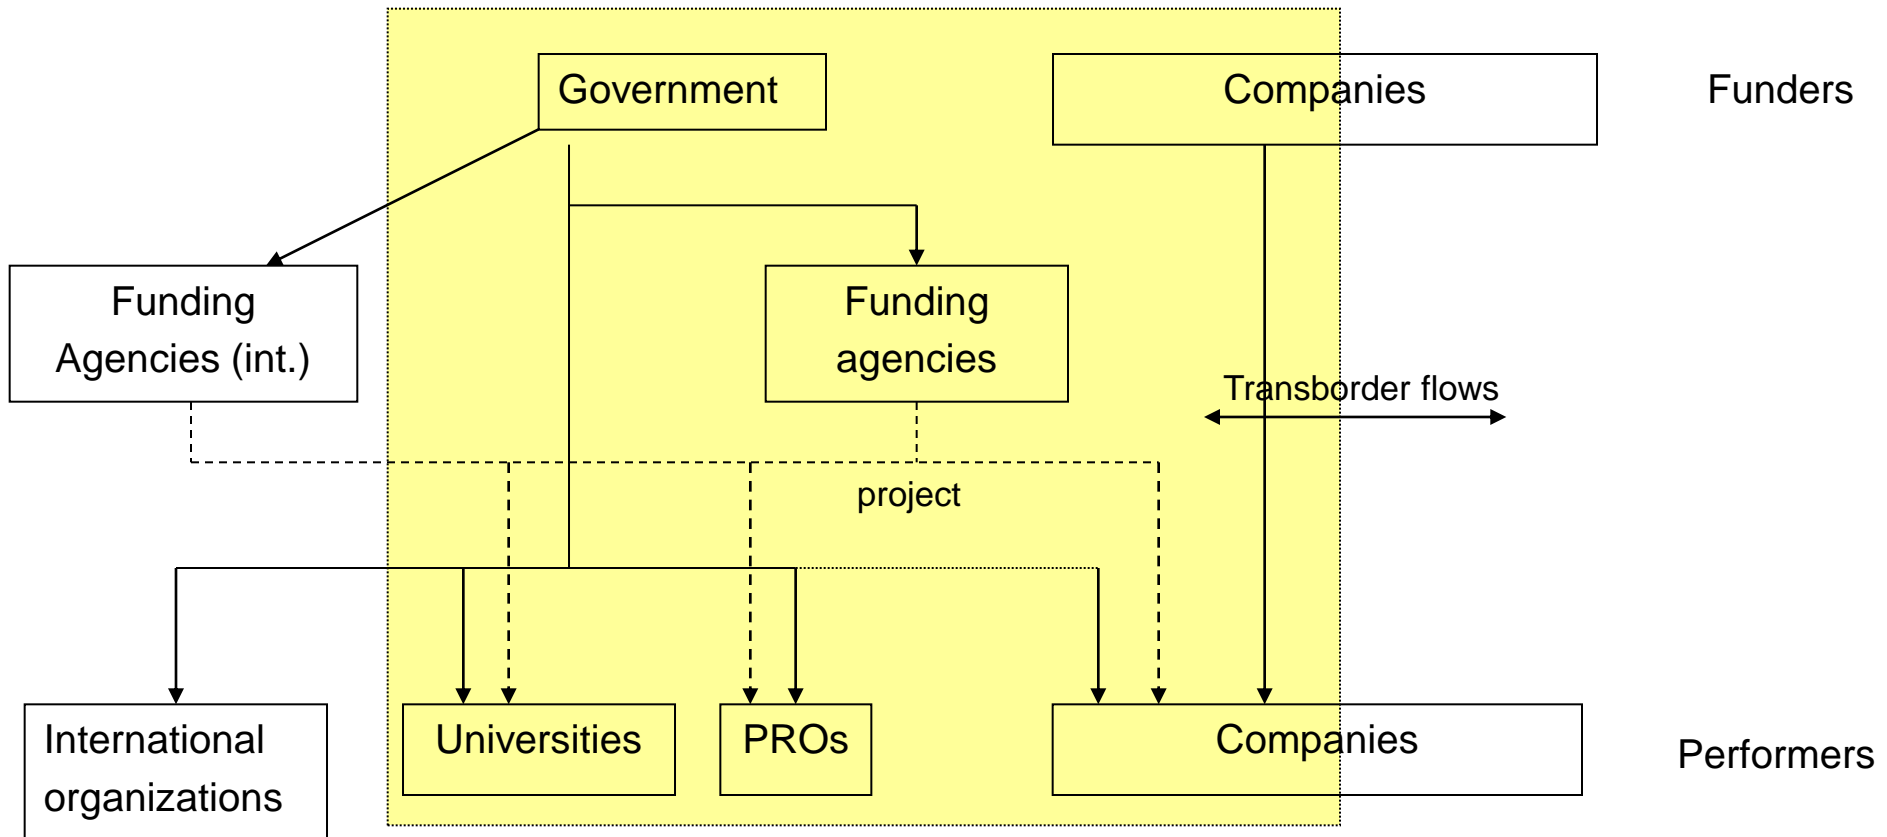 Government
Companies
Funders
Funding
Agencies (int.)
Funding
agencies
Transborder flows
project
International
organizations
Universities
PROs
Companies
Performers